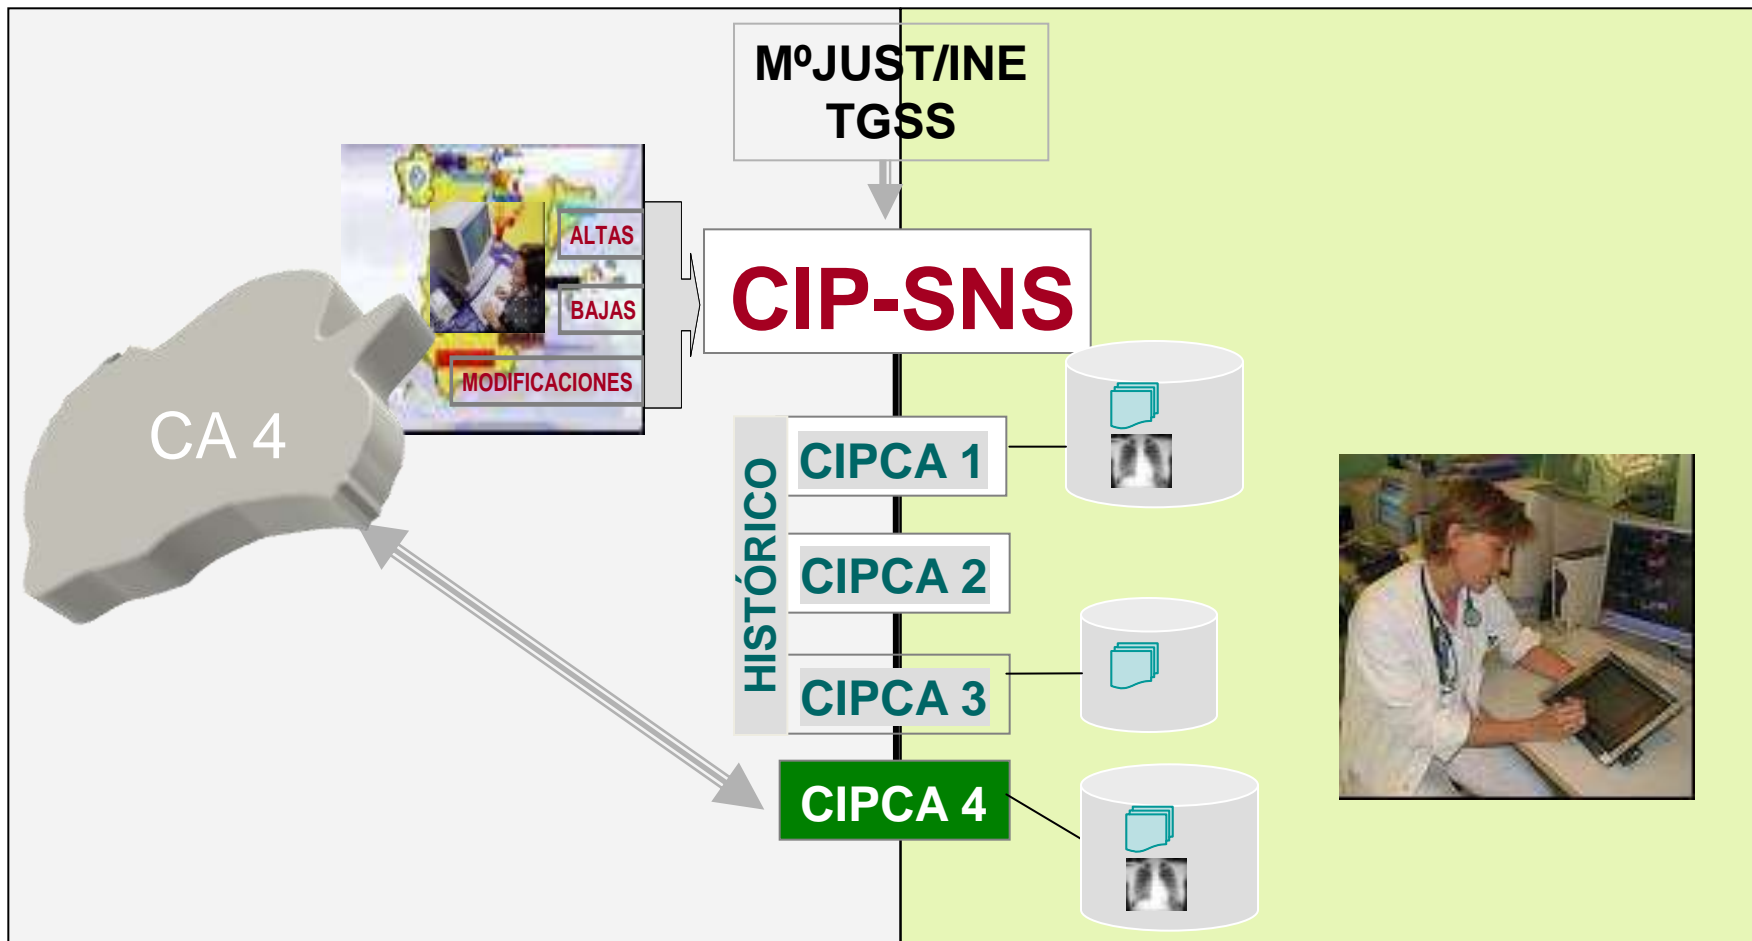 MºJUST/INE
TGSS
ALTAS
BAJAS
MODIFICACIONES
CIP-SNS
CA 4
HISTÓRICO
CIPCA 1
CIPCA 2
CIPCA 3
CIPCA 4